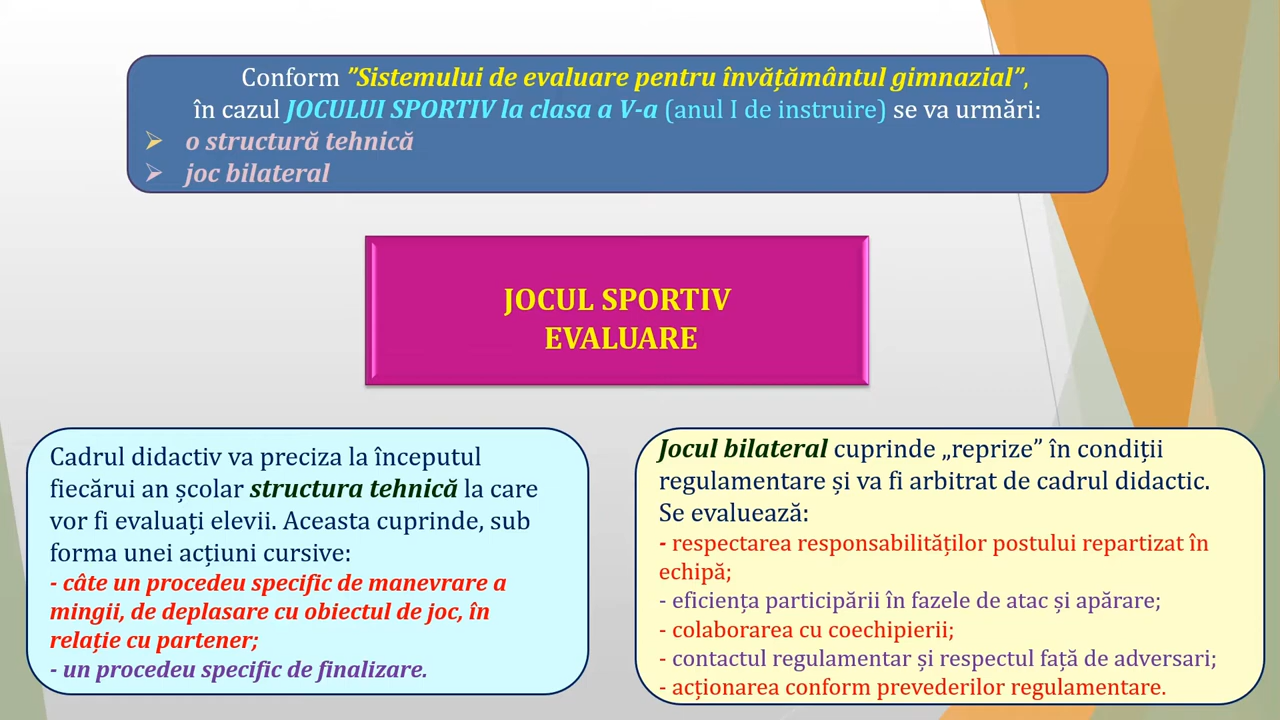 Conform ”Sistemului de evaluare pentru învățământul gimnazial”,
în cazul JOCULUI SPORTIV la clasa a V-a (anul I de instruire) se va urmări:
➢ o structură tehnică
➢ joc bilateral
JOCUL SPORTIV
EVALUARE
Cadrul didactiv va preciza la începutul
fiecărui an școlar structura tehnică la care
vor fi evaluați elevii. Aceasta cuprinde, sub
forma unei acțiuni cursive:
- câte un procedeu specific de manevrare a
mingii, de deplasare cu obiectul de joc, în
relație cu partener;
- un procedeu specific de finalizare.
Jocul bilateral cuprinde „reprize” în condiții
regulamentare și va fi arbitrat de cadrul didactic.
Se evaluează:
- respectarea responsabilităților postului repartizat în
echipă;
- eficiența participării în fazele de atac și apărare;
- colaborarea cu coechipierii;
- contactul regulamentar și respectul față de adversari;
- acționarea conform prevederilor regulamentare.